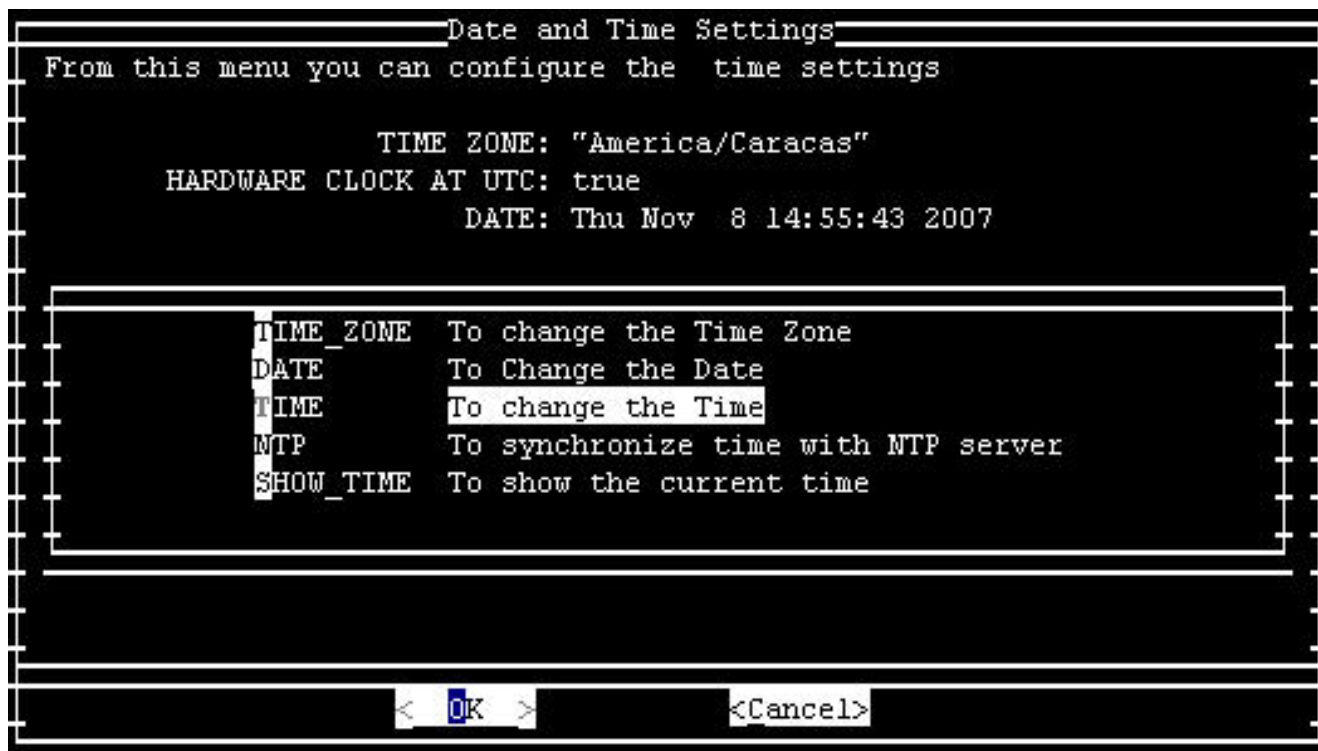 Date and Time Settings
From this menu you can configure the  time settings
TIME ZONE: "America/Caracas"
HARDWARE CLOCK AT UTC: true
DATE: Thu Nov  8 14:55:43 2007
TIME_ZONE  To change the Time Zone
DATE  To Change the Date
TIME  To change the Time
NTP  To synchronize time with NTP server
SHOW_TIME  To show the current time
<  OK  >  <Cancel>